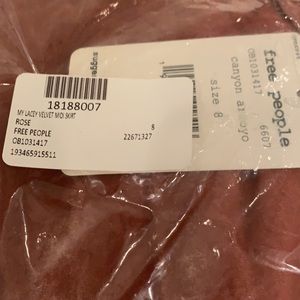 18188007
MY LACEY VELVET MIDI SKIRT
ROSE
8
FREE PEOPLE
22671327
OB1031417
193465915511
free people
OB1031417
6607
canyon arroyo
size 8